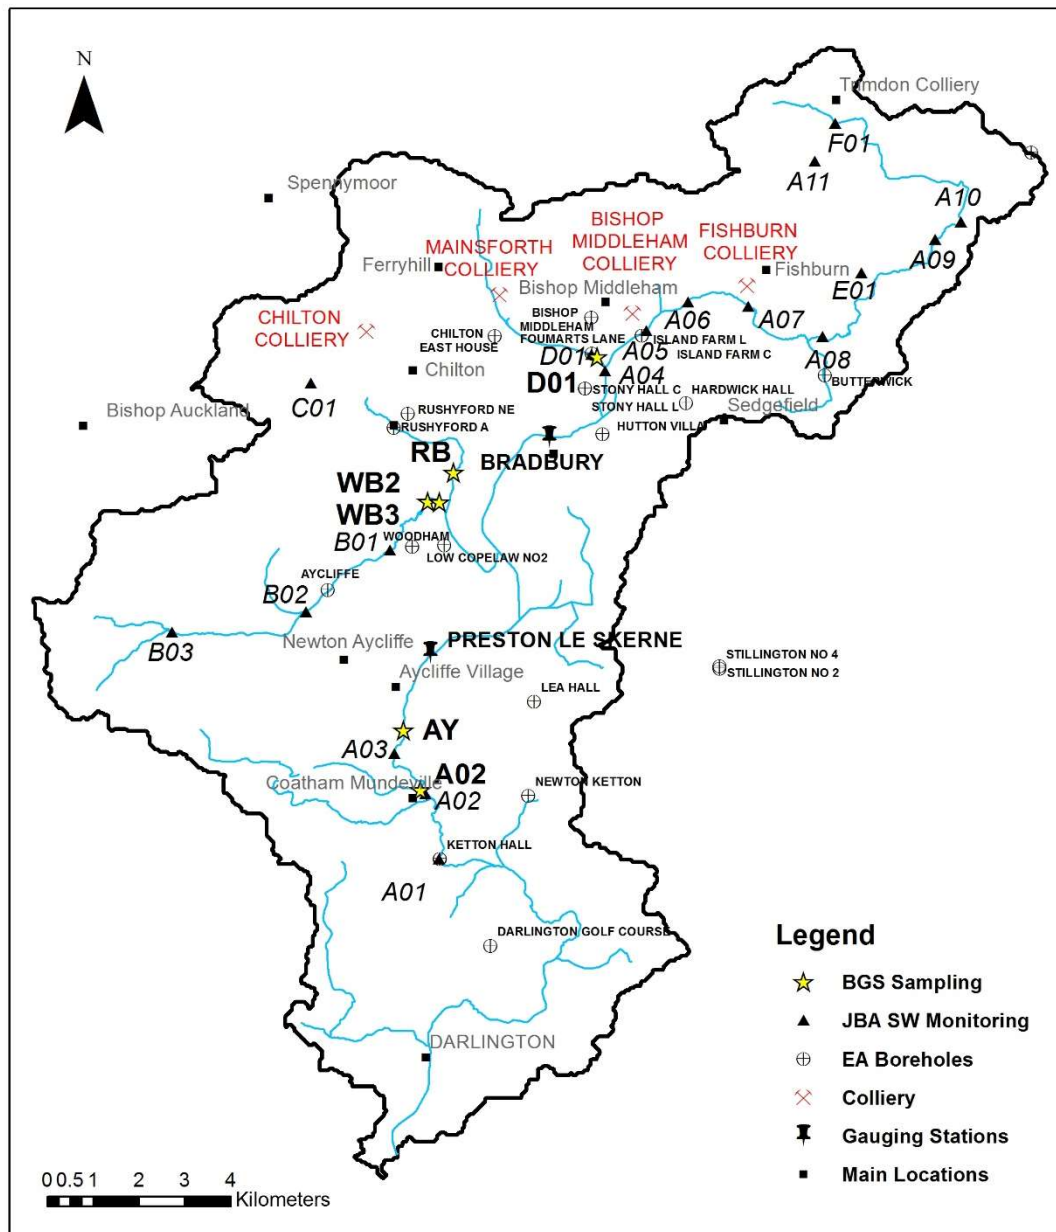 N
Trimdon Colliery
F01
A11
Spennymoor
A10
BISHOP
MIDDLEHAM
COLLIERY
FISHBURN
COLLIERY
MAINSFORTH
COLLIERY
A09
Ferryhill
Fishburn
Bishop Middleham
E01
CHILTON
COLLIERY
BISHOP
MIDDLEHAM
A06
A07
CHILTON
EAST HOUSE
FOUMARTS LANE
ISLAND FARM L
D01
A05
ISLAND FARM C
A08
Chilton
D01
A04
BUTTERWICK
C01
STONY HALL C
HARDWICK HALL
Bishop Auckland
RUSHYFORD NE
STONY HALL L
Sedgefield
RUSHYFORD A
HUTTON VILLA
RB
BRADBURY
WB2
WB3
WOODHAM
B01
LOW COPELAW NO2
AYCLIFFE
B02
Newton Aycliffe
PRESTON LE SKERNE
B03
STILLINGTON NO 4
Aycliffe Village
STILLINGTON NO 2
LEA HALL
AY
A03
A02
Coatham Mundeville
NEWTON KETTON
A02
KETTON HALL
A01
DARLINGTON GOLF COURSE
DARLINGTON
Legend
BGS Sampling
JBA SW Monitoring
EA Boreholes
Colliery
Gauging Stations
Main Locations
0 0.5 1 2 3 4
Kilometers